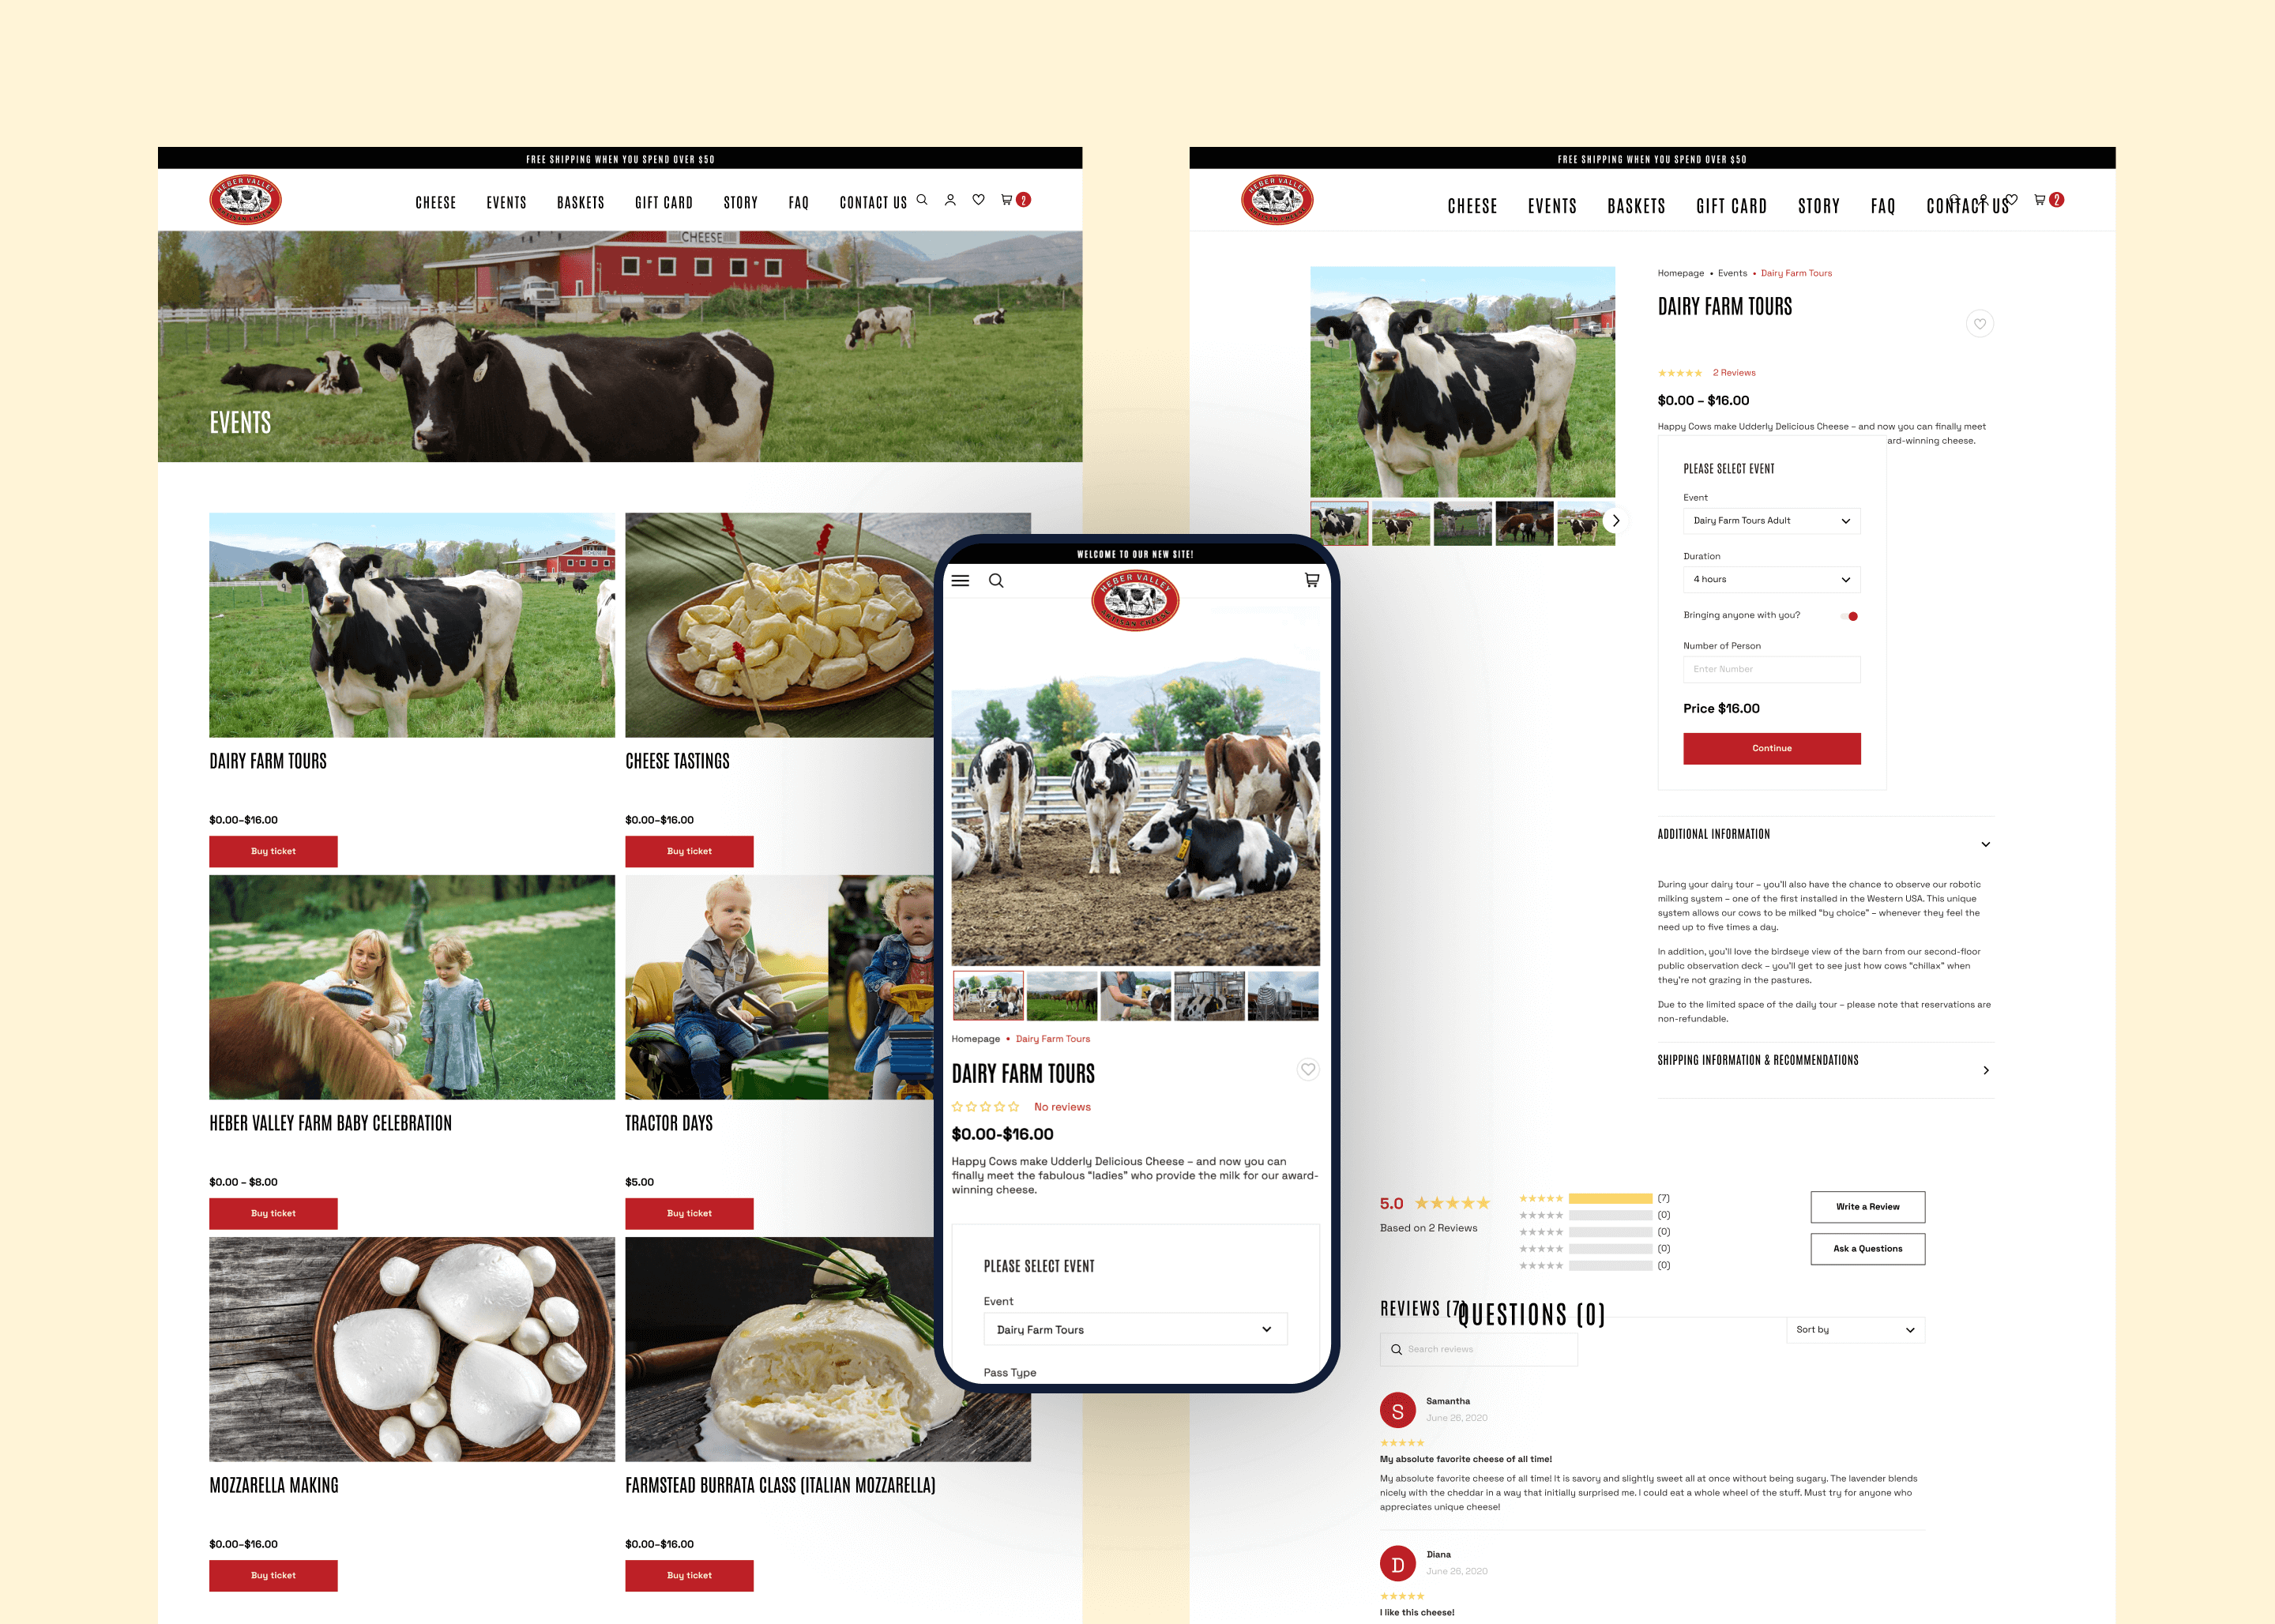 FREE SHIPPING WHEN YOU SPEND OVER $50
HEBER VALLEY
ARTISAN CHEESE
CHEESE EVENTS BASKETS GIFT CARD STORY FAQ CONTACT US 2
CHEESE
EVENTS
DAIRY FARM TOURS
$0.00–$16.00
Buy ticket
CHEESE TASTINGS
$0.00–$16.00
Buy ticket
HEBER VALLEY FARM BABY CELEBRATION
$0.00 – $8.00
Buy ticket
TRACTOR DAYS
$5.00
Buy ticket
MOZZARELLA MAKING
$0.00–$16.00
Buy ticket
FARMSTEAD BURRATA CLASS (ITALIAN MOZZARELLA)
$0.00–$16.00
Buy ticket
WELCOME TO OUR NEW SITE!
HEBER VALLEY
ARTISAN CHEESE
Homepage • Dairy Farm Tours
DAIRY FARM TOURS
No reviews
$0.00-$16.00
Happy Cows make Udderly Delicious Cheese – and now you can
finally meet the fabulous “ladies” who provide the milk for our award-
winning cheese.
PLEASE SELECT EVENT
Event
Dairy Farm Tours
Pass Type
FREE SHIPPING WHEN YOU SPEND OVER $50
HEBER VALLEY
ARTISAN CHEESE
CHEESE EVENTS BASKETS GIFT CARD STORY FAQ CONTACT US 2
Homepage • Events • Dairy Farm Tours
DAIRY FARM TOURS
2 Reviews
$0.00 – $16.00
Happy Cows make Udderly Delicious Cheese – and now you can finally meet
ard-winning cheese.
PLEASE SELECT EVENT
Event
Dairy Farm Tours Adult
Duration
4 hours
Bringing anyone with you?
Number of Person
Enter Number
Price $16.00
Continue
ADDITIONAL INFORMATION
During your dairy tour – you’ll also have the chance to observe our robotic
milking system – one of the first installed in the Western USA. This unique
system allows our cows to be milked “by choice” – whenever they feel the
need up to five times a day.
In addition, you’ll love the birdseye view of the barn from our second-floor
public observation deck – you’ll get to see just how cows “chillax” when
they’re not grazing in the pastures.
Due to the limited space of the daily tour – please note that reservations are
non-refundable.
SHIPPING INFORMATION & RECOMMENDATIONS
5.0
Based on 2 Reviews
(7)
(0)
(0)
(0)
(0)
Write a Review
Ask a Questions
REVIEWS (7) QUESTIONS (0)
Sort by
Search reviews
S
Samantha
June 26, 2020
My absolute favorite cheese of all time!
My absolute favorite cheese of all time! It is savory and slightly sweet all at once without being sugary. The lavender blends
nicely with the cheddar in a way that initially surprised me. I could eat a whole wheel of the stuff. Must try for anyone who
appreciates unique cheese!
D
Diana
June 26, 2020
I like this cheese!